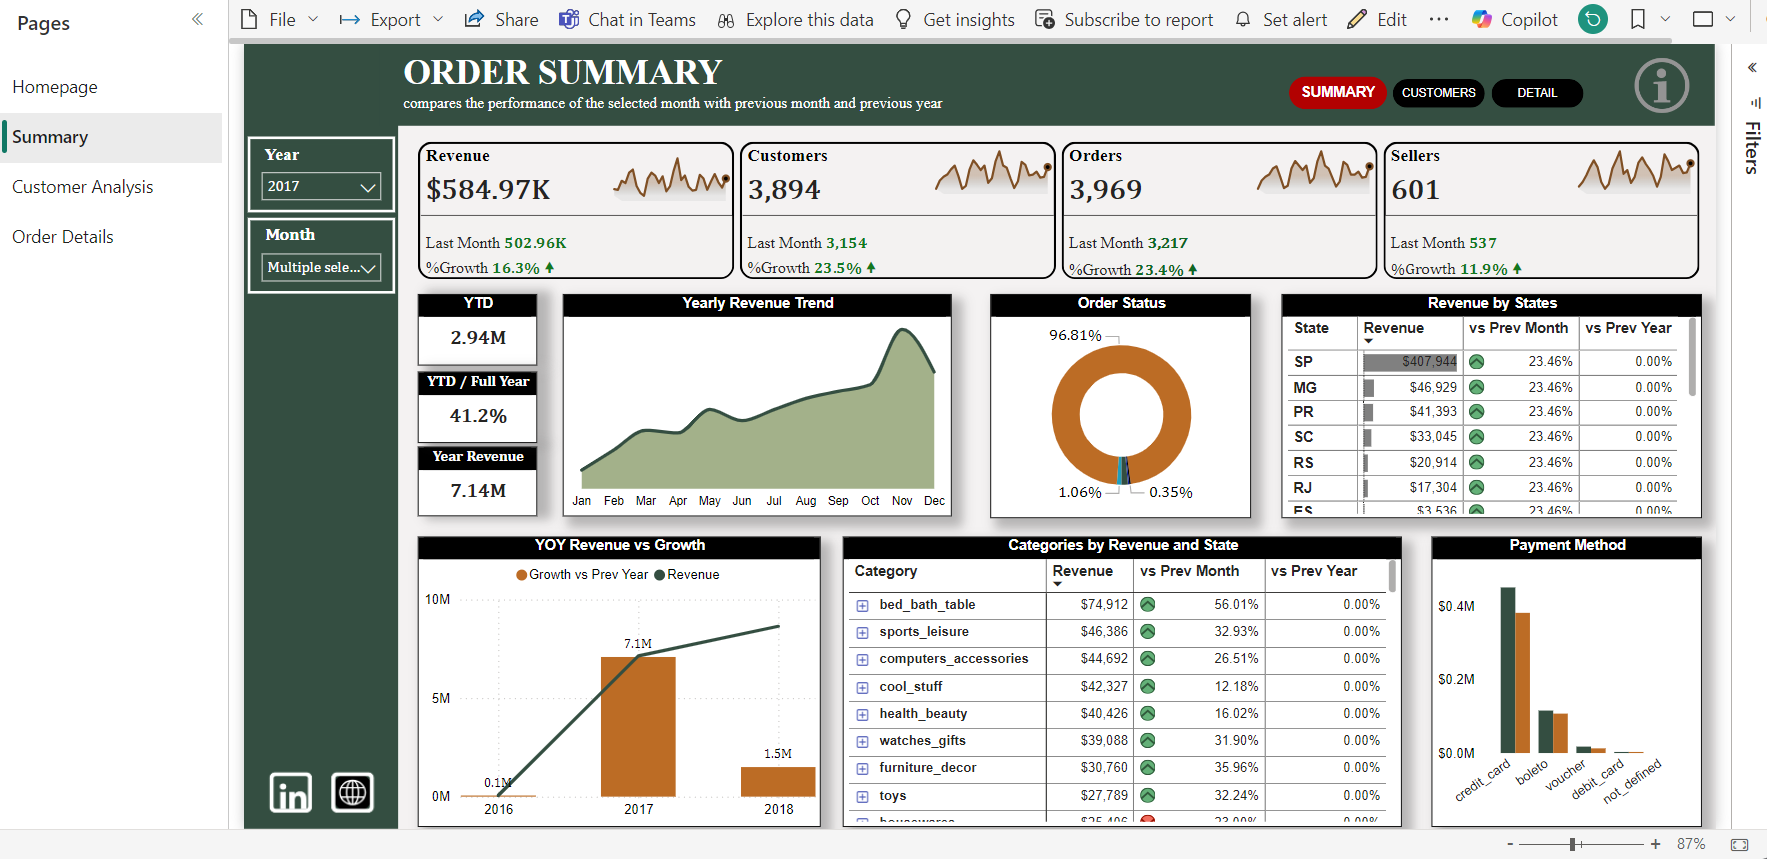 Pages
File
Export
Share
Chat in Teams
Explore this data
Get insights
Subscribe to report
Set alert
Edit
Copilot
Homepage
Summary
Customer Analysis
Order Details
ORDER SUMMARY
compares the performance of the selected month with previous month and previous year
SUMMARY
CUSTOMERS
DETAIL
Filters
Year
2017
Month
Multiple sele...
Revenue
$584.97K
Last Month 502.96K
%Growth 16.3%
Customers
3,894
Last Month 3,154
%Growth 23.5%
Orders
3,969
Last Month 3,217
%Growth 23.4%
Sellers
601
Last Month 537
%Growth 11.9%
YTD
2.94M
YTD / Full Year
41.2%
Year Revenue
7.14M
Yearly Revenue Trend
Jan Feb Mar Apr May Jun Jul Aug Sep Oct Nov Dec
Order Status
96.81%
1.06%
0.35%
Revenue by States
State Revenue vs Prev Month vs Prev Year
SP $407,944 23.46% 0.00%
MG $46,929 23.46% 0.00%
PR $41,393 23.46% 0.00%
SC $33,045 23.46% 0.00%
RS $20,914 23.46% 0.00%
RJ $17,304 23.46% 0.00%
ES $3,536 23.46% 0.00%
YOY Revenue vs Growth
Growth vs Prev Year Revenue
10M
5M
0M
0.1M
7.1M
1.5M
2016 2017 2018
Categories by Revenue and State
Category Revenue vs Prev Month vs Prev Year
bed_bath_table $74,912 56.01% 0.00%
sports_leisure $46,386 32.93% 0.00%
computers_accessories $44,692 26.51% 0.00%
cool_stuff $42,327 12.18% 0.00%
health_beauty $40,426 16.02% 0.00%
watches_gifts $39,088 31.90% 0.00%
furniture_decor $30,760 35.96% 0.00%
toys $27,789 32.24% 0.00%
Payment Method
$0.4M
$0.2M
$0.0M
credit_card
boleto
voucher
debit_card
not_defined
in
87%